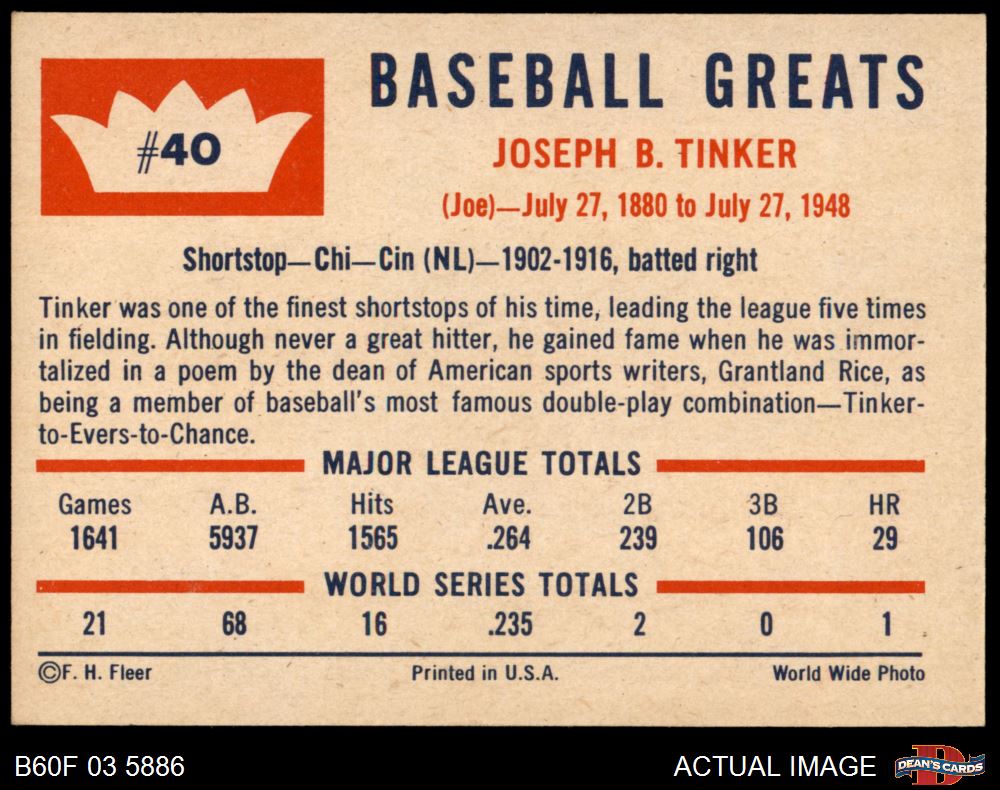 #40
BASEBALL GREATS
JOSEPH B. TINKER
(Joe)—July 27, 1880 to July 27, 1948
Shortstop—Chi—Cin (NL)—1902-1916, batted right
Tinker was one of the finest shortstops of his time, leading the league five times
in fielding. Although never a great hitter, he gained fame when he was immor-
talized in a poem by the dean of American sports writers, Grantland Rice, as
being a member of baseball's most famous double-play combination—Tinker-
to-Evers-to-Chance.
MAJOR LEAGUE TOTALS
Games A.B. Hits Ave. 2B 3B HR
1641 5937 1565 .264 239 106 29
WORLD SERIES TOTALS
21 68 16 .235 2 0 1
©F. H. Fleer Printed in U.S.A. World Wide Photo
B60F 03 5886 ACTUAL IMAGE D DEAN'S CARDS